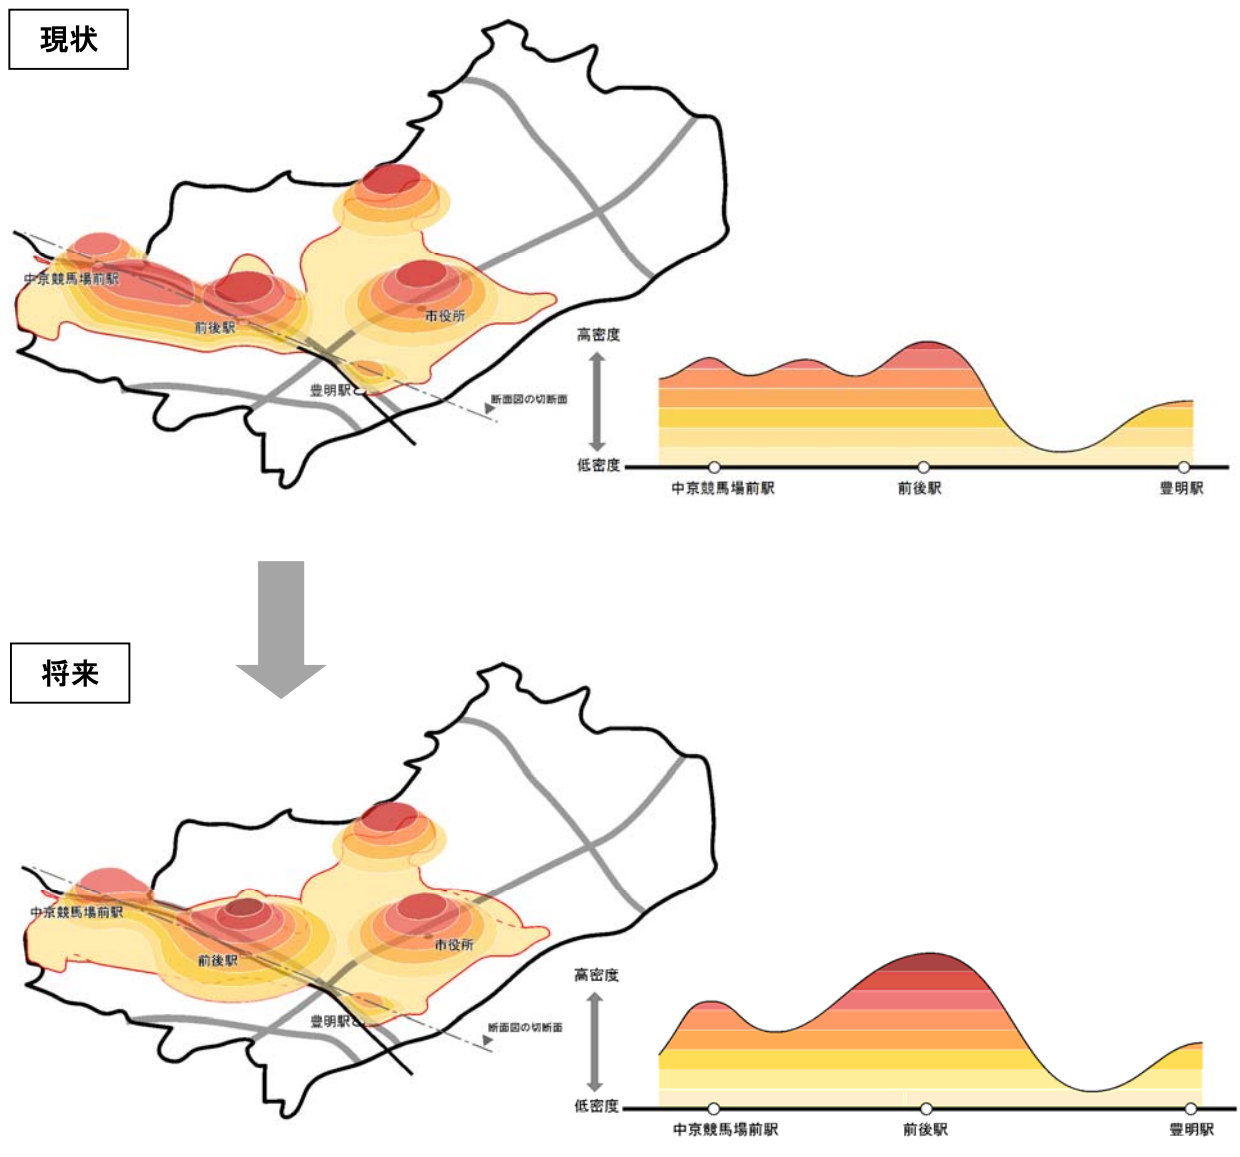 現状
中京競馬場前駅
前後駅
市役所
豊明駅
断面図の切断面
高密度
低密度
中京競馬場前駅
前後駅
豊明駅
将来
中京競馬場前駅
前後駅
市役所
豊明駅
断面図の切断面
高密度
低密度
中京競馬場前駅
前後駅
豊明駅